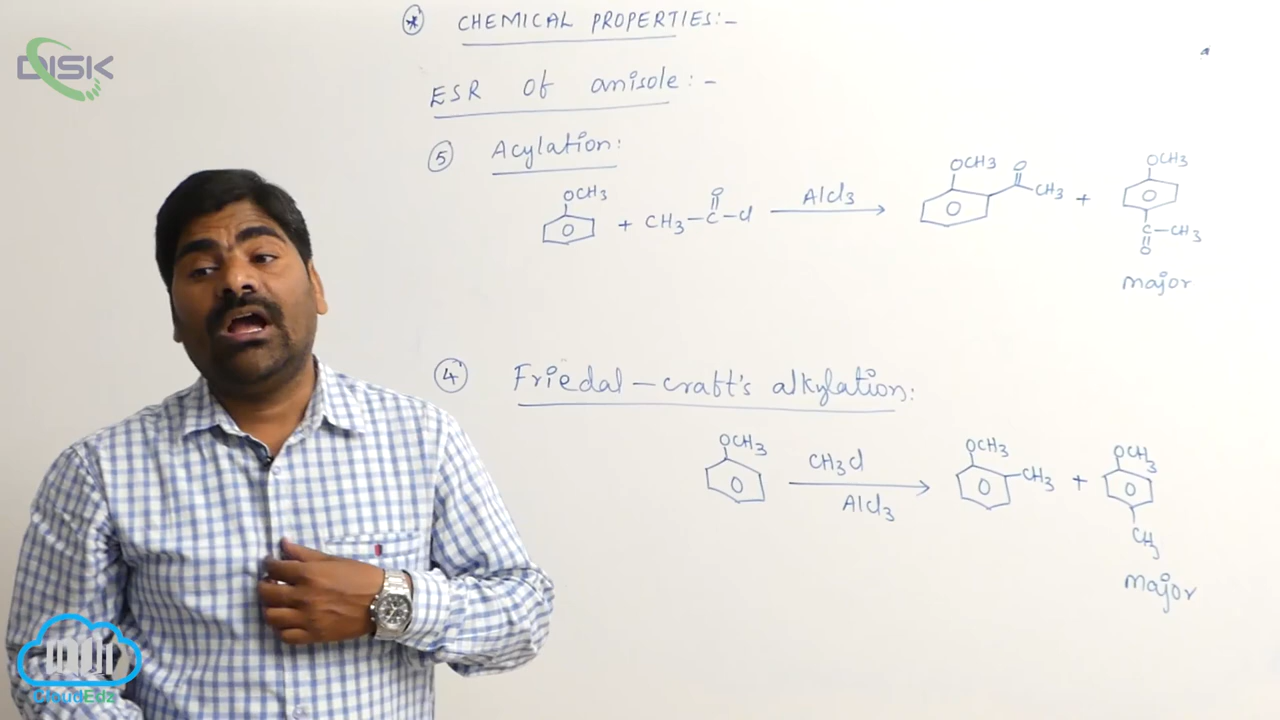 DISK
* CHEMICAL PROPERTIES:-
ESR of anisole:-
5 Acylation:
OCH3 + CH3-C-Cl O AlCl3 OCH3 O CH3 + OCH3 C-CH3 O
major
4 Friedal-craft's alkylation:
OCH3 CH3Cl AlCl3 OCH3 CH3 + OCH3 CH3
major
CloudEdz